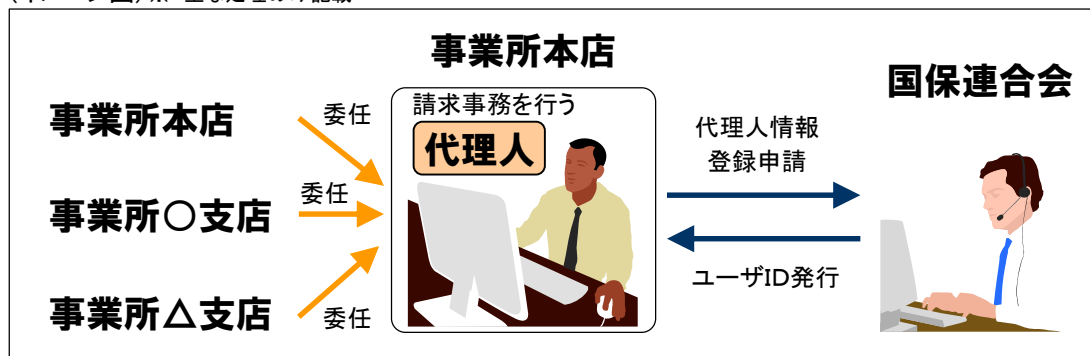 事業所本店
国保連合会
事業所本店
委任
請求事務を行う
代理人
代理人情報
登録申請
事業所○支店
委任
ユーザID発行
事業所△支店
委任